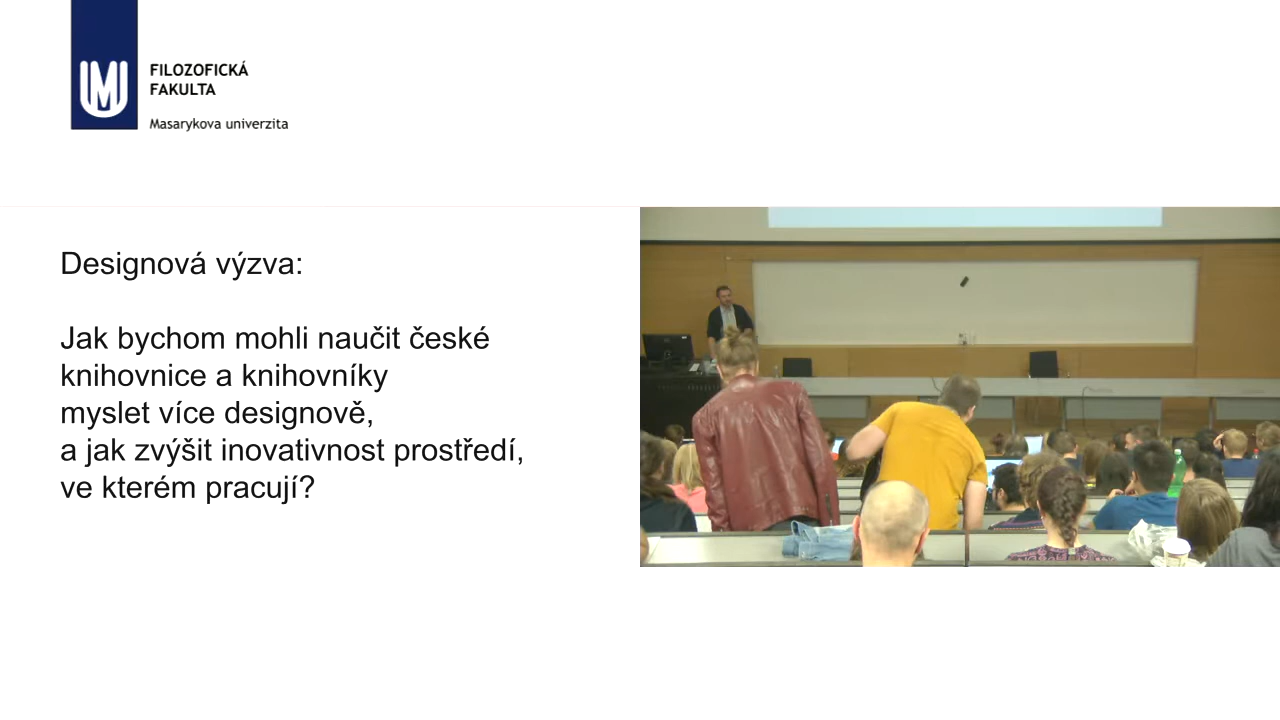 FILOZOFICKÁ
FAKULTA
Masarykova univerzita
Designová výzva:
Jak bychom mohli naučit české
knihovnice a knihovníky
myslet více designově,
a jak zvýšit inovativnost prostředí,
ve kterém pracují?